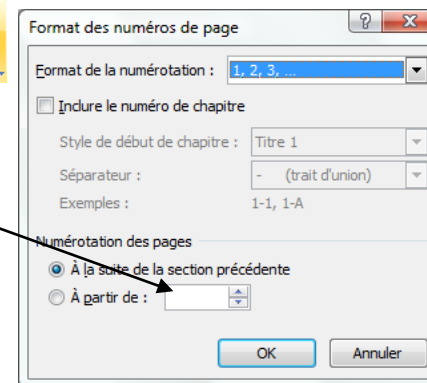 Format des numéros de page
Format de la numérotation : 1, 2, 3, ...
Inclure le numéro de chapitre
Style de début de chapitre : Titre 1
Séparateur : - (trait d'union)
Exemples : 1-1, 1-A
Numérotation des pages
À la suite de la section précédente
À partir de :
OK Annuler